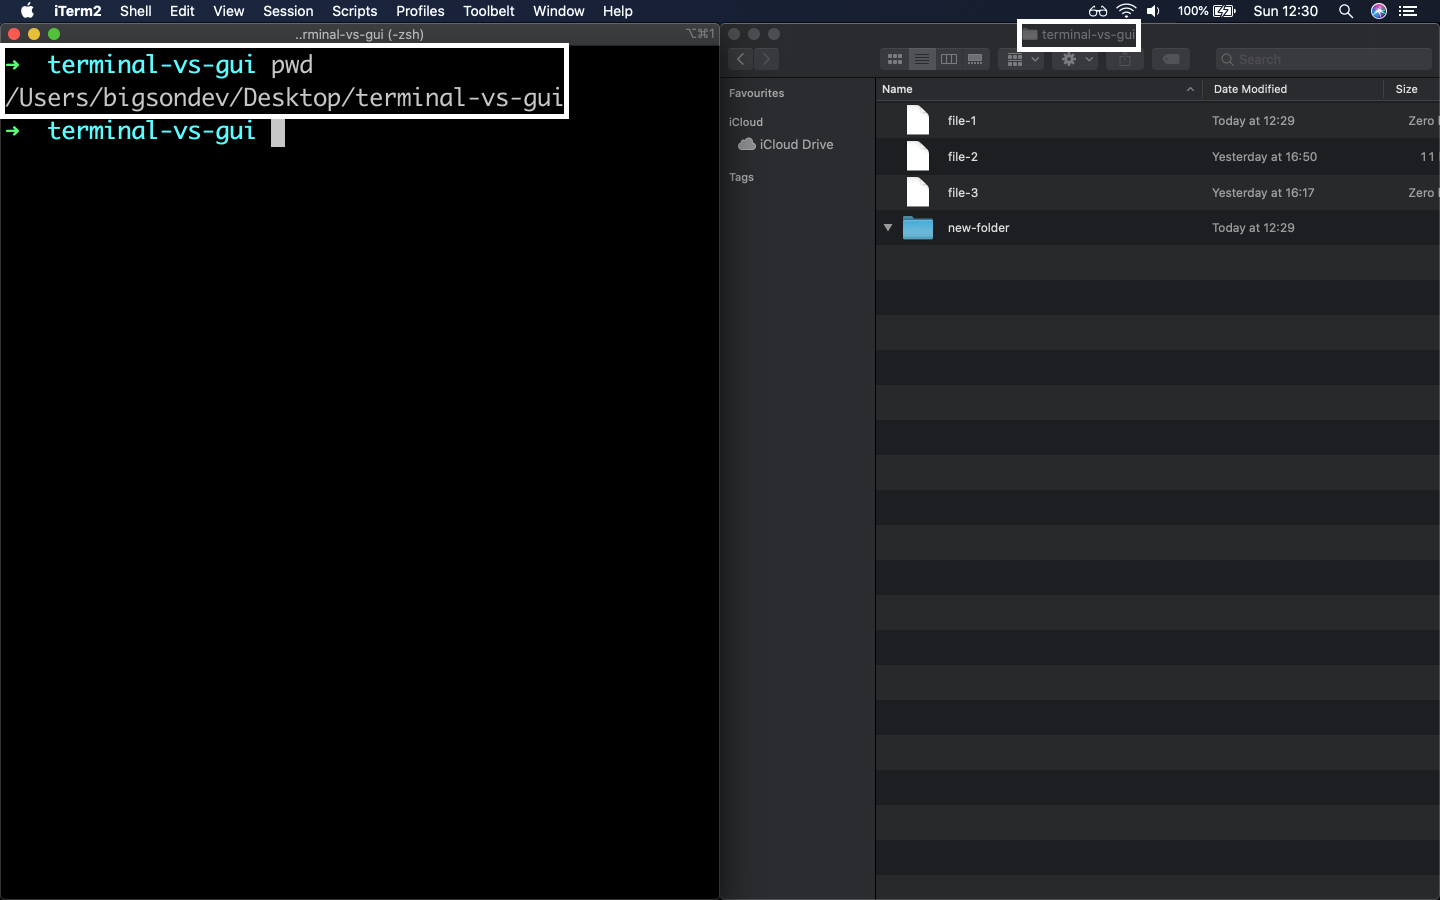 iTerm2 Shell Edit View Session Scripts Profiles Toolbelt Window Help 100% Sun 12:30
..rminal-vs-gui (-zsh) ⌥⌘1
➜ terminal-vs-gui pwd
/Users/bigsondev/Desktop/terminal-vs-gui
➜ terminal-vs-gui
terminal-vs-gui
Search
Favourites
iCloud
iCloud Drive
Tags
Name Date Modified Size
file-1 Today at 12:29 Zero
file-2 Yesterday at 16:50 11
file-3 Yesterday at 16:17 Zero
new-folder Today at 12:29